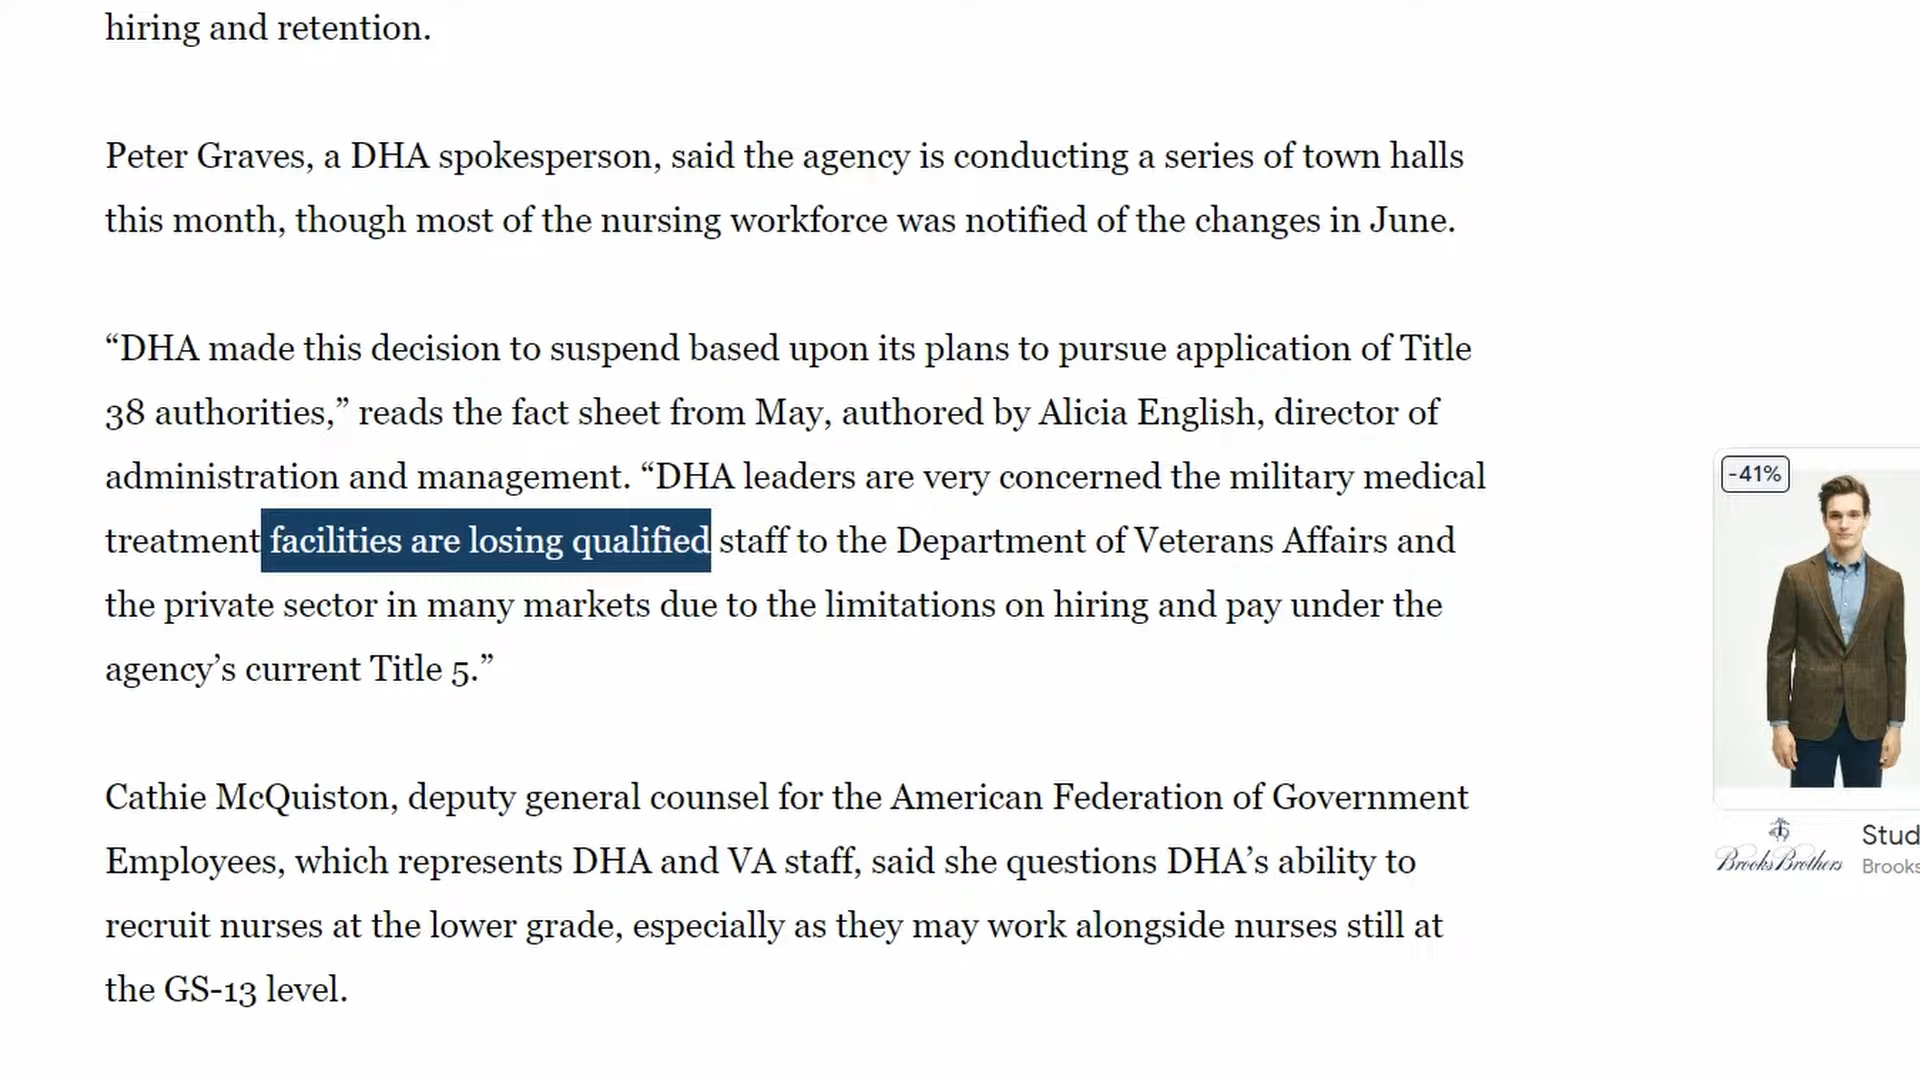 hiring and retention.
Peter Graves, a DHA spokesperson, said the agency is conducting a series of town halls
this month, though most of the nursing workforce was notified of the changes in June.
“DHA made this decision to suspend based upon its plans to pursue application of Title
38 authorities,” reads the fact sheet from May, authored by Alicia English, director of
administration and management. “DHA leaders are very concerned the military medical
treatment facilities are losing qualified staff to the Department of Veterans Affairs and
the private sector in many markets due to the limitations on hiring and pay under the
agency’s current Title 5.”
Cathie McQuiston, deputy general counsel for the American Federation of Government
Employees, which represents DHA and VA staff, said she questions DHA’s ability to
recruit nurses at the lower grade, especially as they may work alongside nurses still at
the GS-13 level.
-41%
Brooks Brothers
Stud
Brooks